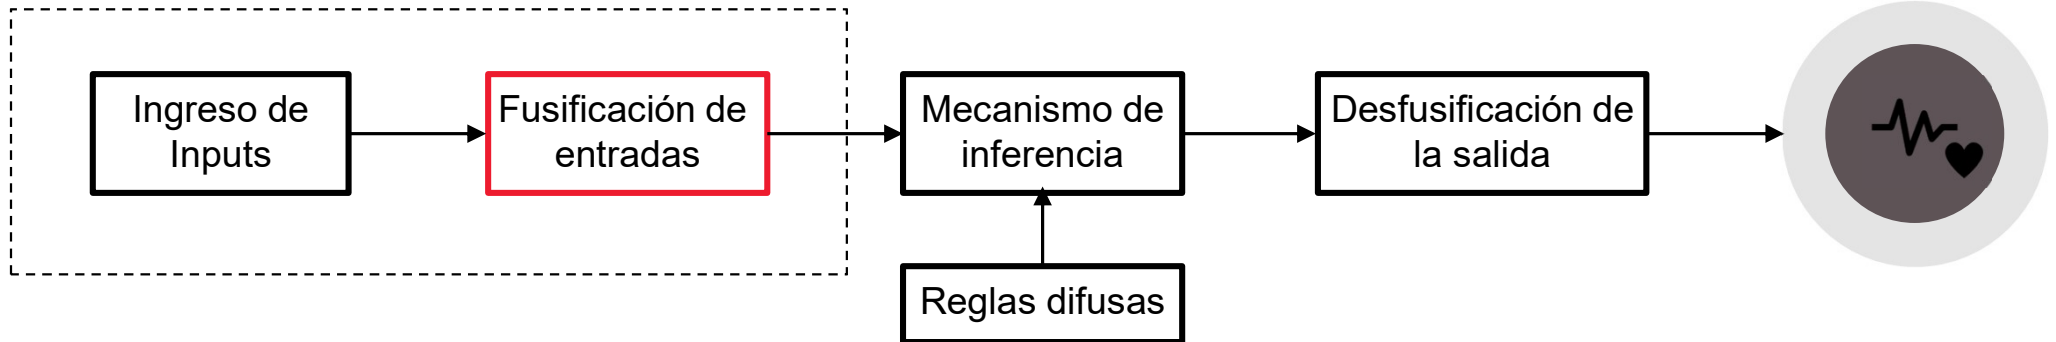 Ingreso de
Inputs
Fusificación de
entradas
Mecanismo de
inferencia
Desfusificación de
la salida
Reglas difusas